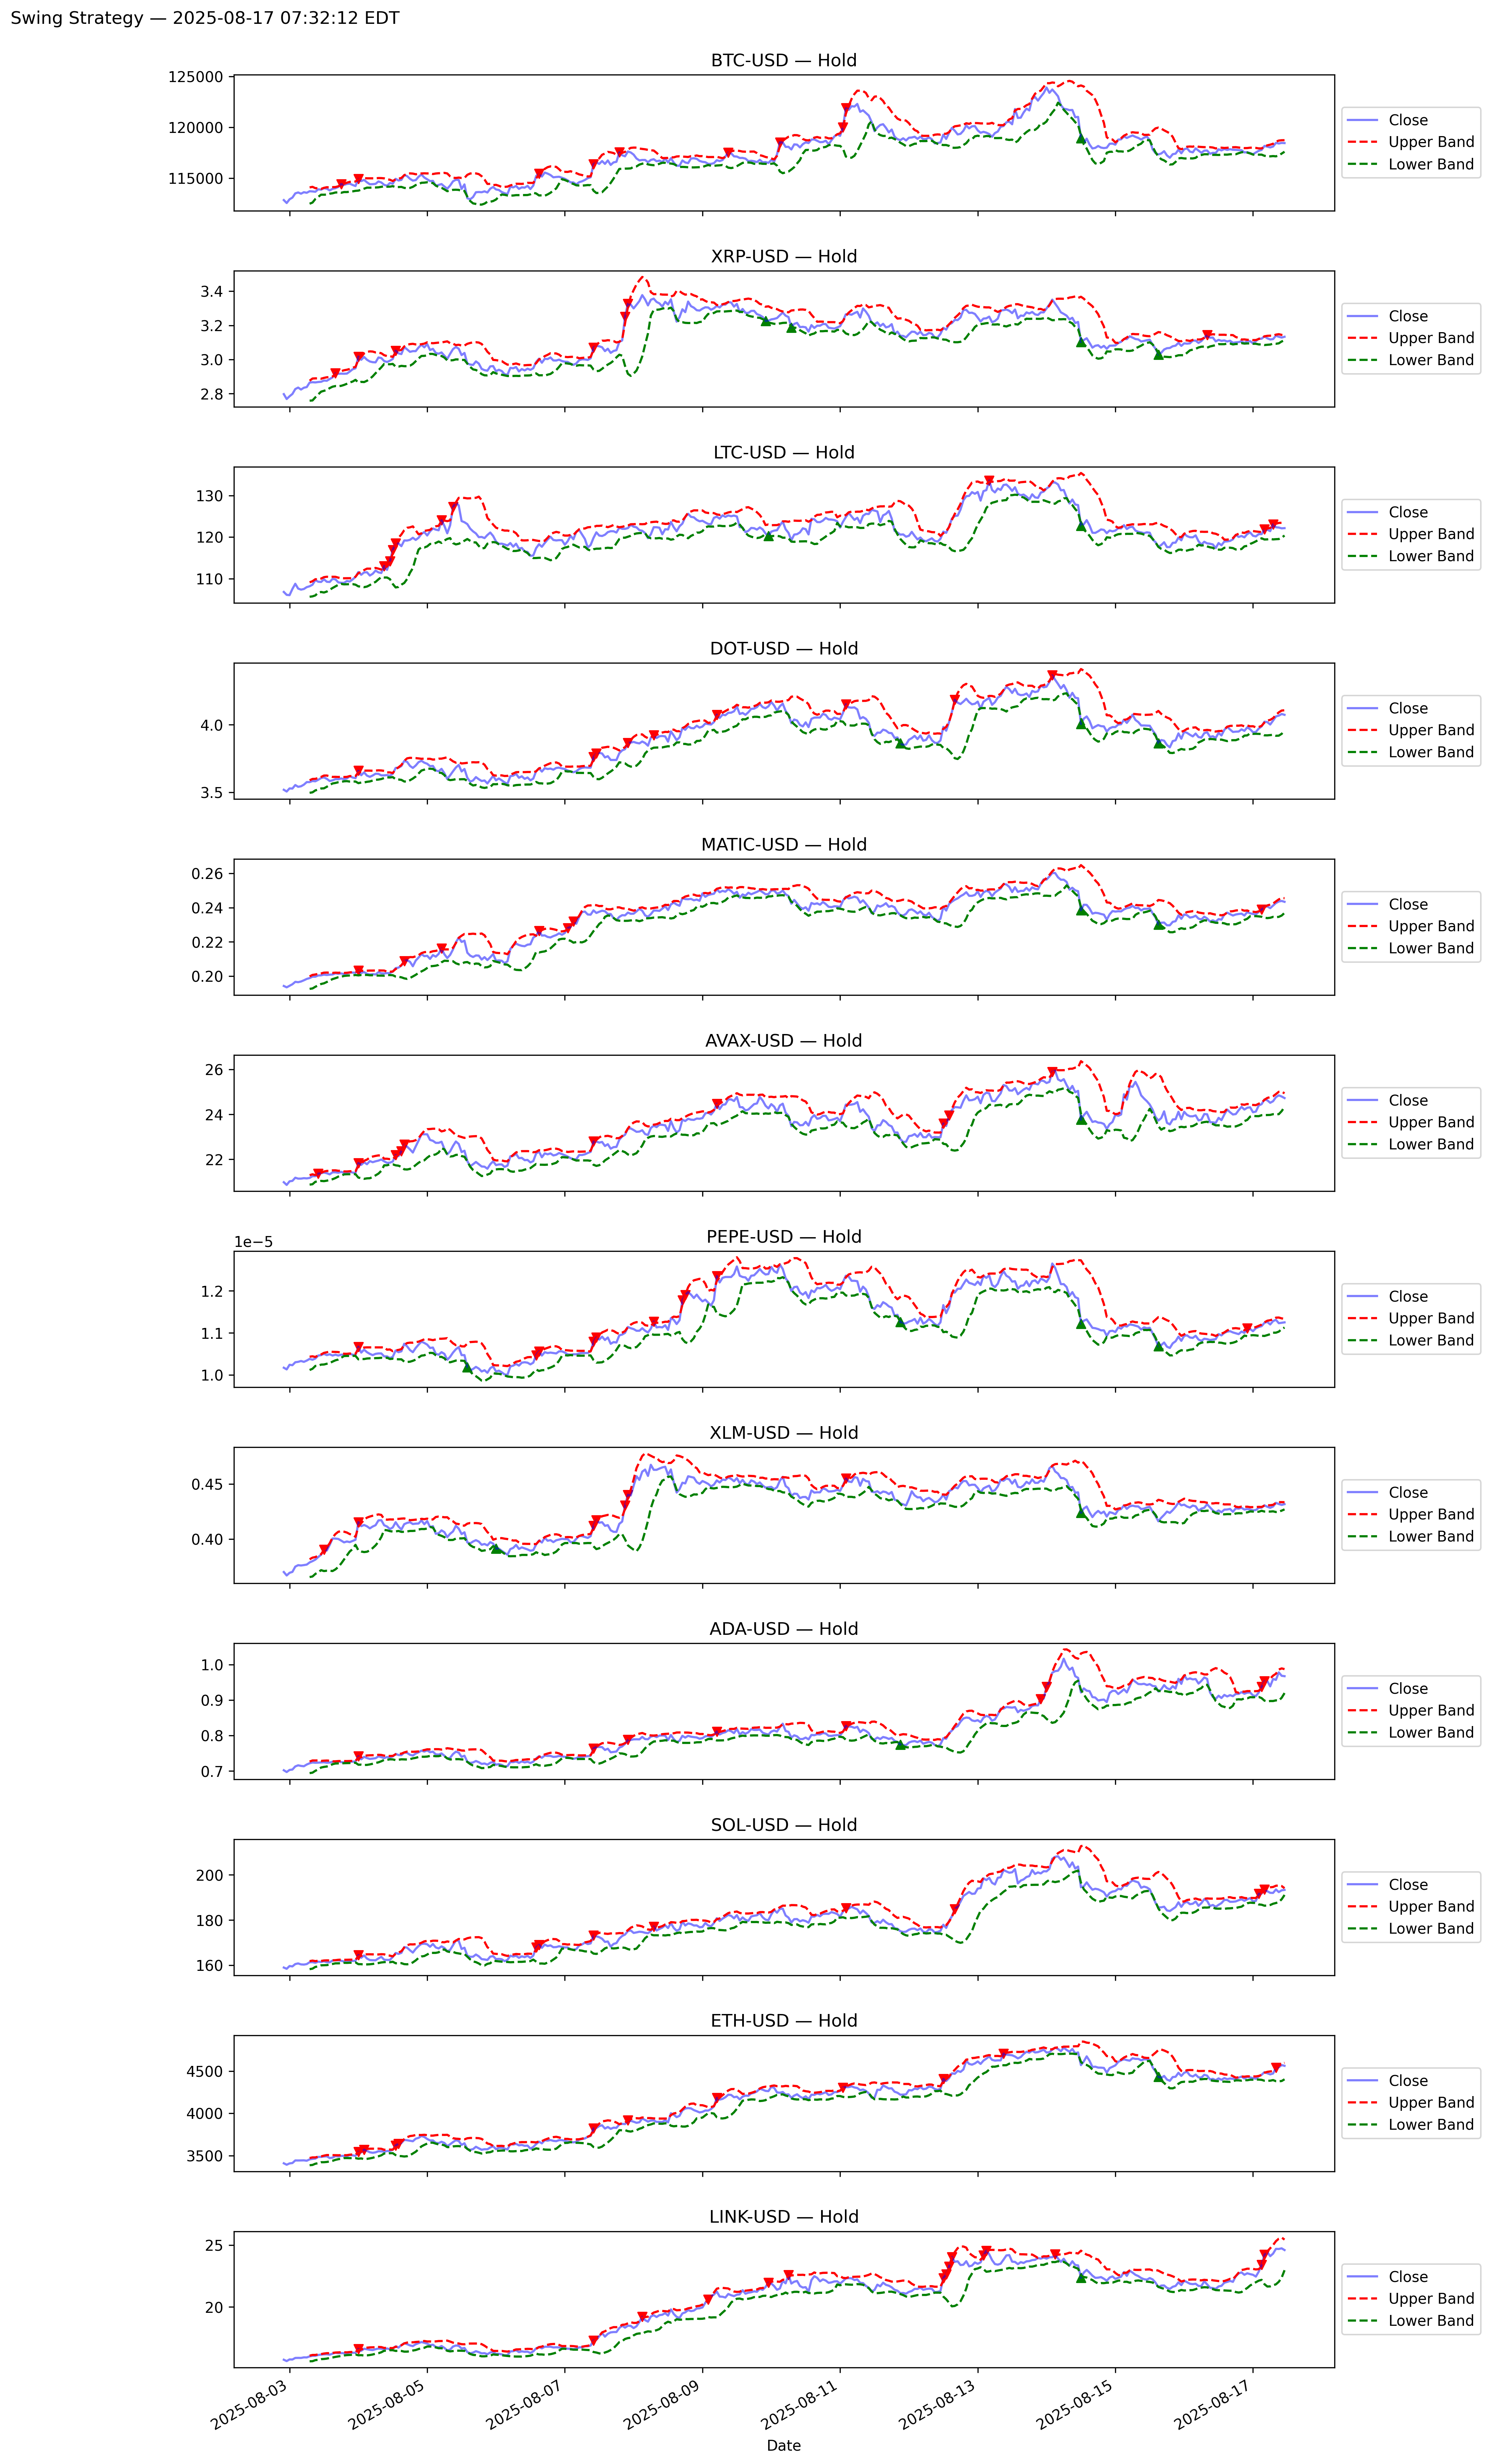 Swing Strategy — 2025-08-17 07:32:12 EDT
BTC-USD — Hold
125000
120000
115000
Close
Upper Band
Lower Band
XRP-USD — Hold
3.4
3.2
3.0
2.8
Close
Upper Band
Lower Band
LTC-USD — Hold
130
120
110
Close
Upper Band
Lower Band
DOT-USD — Hold
4.0
3.5
Close
Upper Band
Lower Band
MATIC-USD — Hold
0.26
0.24
0.22
0.20
Close
Upper Band
Lower Band
AVAX-USD — Hold
26
24
22
Close
Upper Band
Lower Band
PEPE-USD — Hold
1e−5
1.2
1.1
1.0
Close
Upper Band
Lower Band
XLM-USD — Hold
0.45
0.40
Close
Upper Band
Lower Band
ADA-USD — Hold
1.0
0.9
0.8
0.7
Close
Upper Band
Lower Band
SOL-USD — Hold
200
180
160
Close
Upper Band
Lower Band
ETH-USD — Hold
4500
4000
3500
Close
Upper Band
Lower Band
LINK-USD — Hold
25
20
Close
Upper Band
Lower Band
2025-08-03
2025-08-05
2025-08-07
2025-08-09
2025-08-11
2025-08-13
2025-08-15
2025-08-17
Date